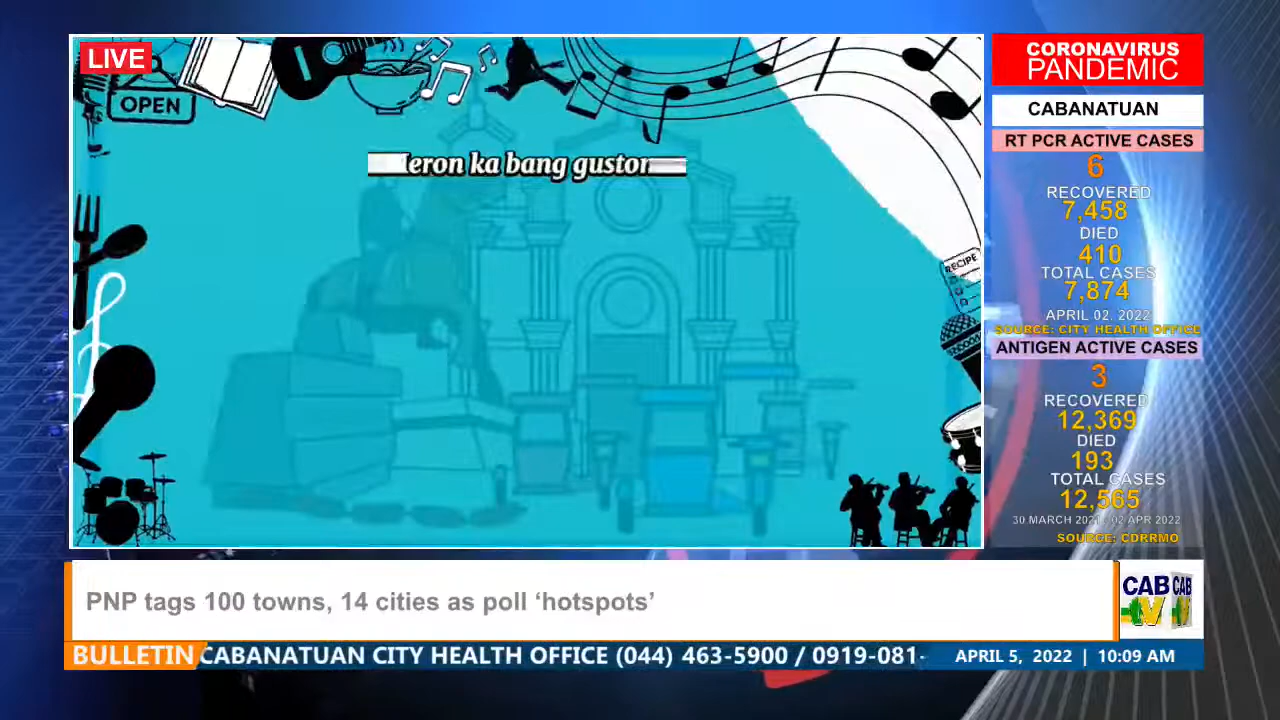 LIVE
OPEN
eron ka bang gusto
RECIPE
CORONAVIRUS
PANDEMIC
CABANATUAN
RT PCR ACTIVE CASES
6
RECOVERED
7,458
DIED
410
TOTAL CASES
7,874
APRIL 02. 2022
SOURCE: CITY HEALTH OFFICE
ANTIGEN ACTIVE CASES
3
RECOVERED
12,369
DIED
193
TOTAL CASES
12,565
30 MARCH 2021 - 02 APR 2022
SOURCE: CDRRMO
PNP tags 100 towns, 14 cities as poll ‘hotspots’
CAB CAB
TV V
BULLETIN CABANATUAN CITY HEALTH OFFICE (044) 463-5900 / 0919-081-
APRIL 5, 2022 | 10:09 AM